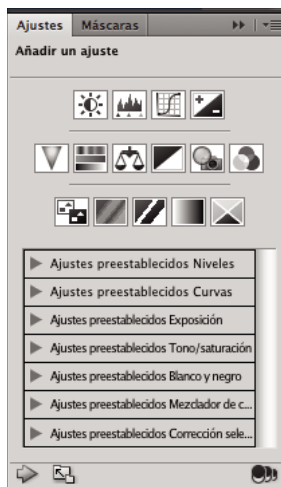 Ajustes Máscaras
Añadir un ajuste
Ajustes preestablecidos Niveles
Ajustes preestablecidos Curvas
Ajustes preestablecidos Exposición
Ajustes preestablecidos Tono/saturación
Ajustes preestablecidos Blanco y negro
Ajustes preestablecidos Mezclador de c...
Ajustes preestablecidos Corrección sele...